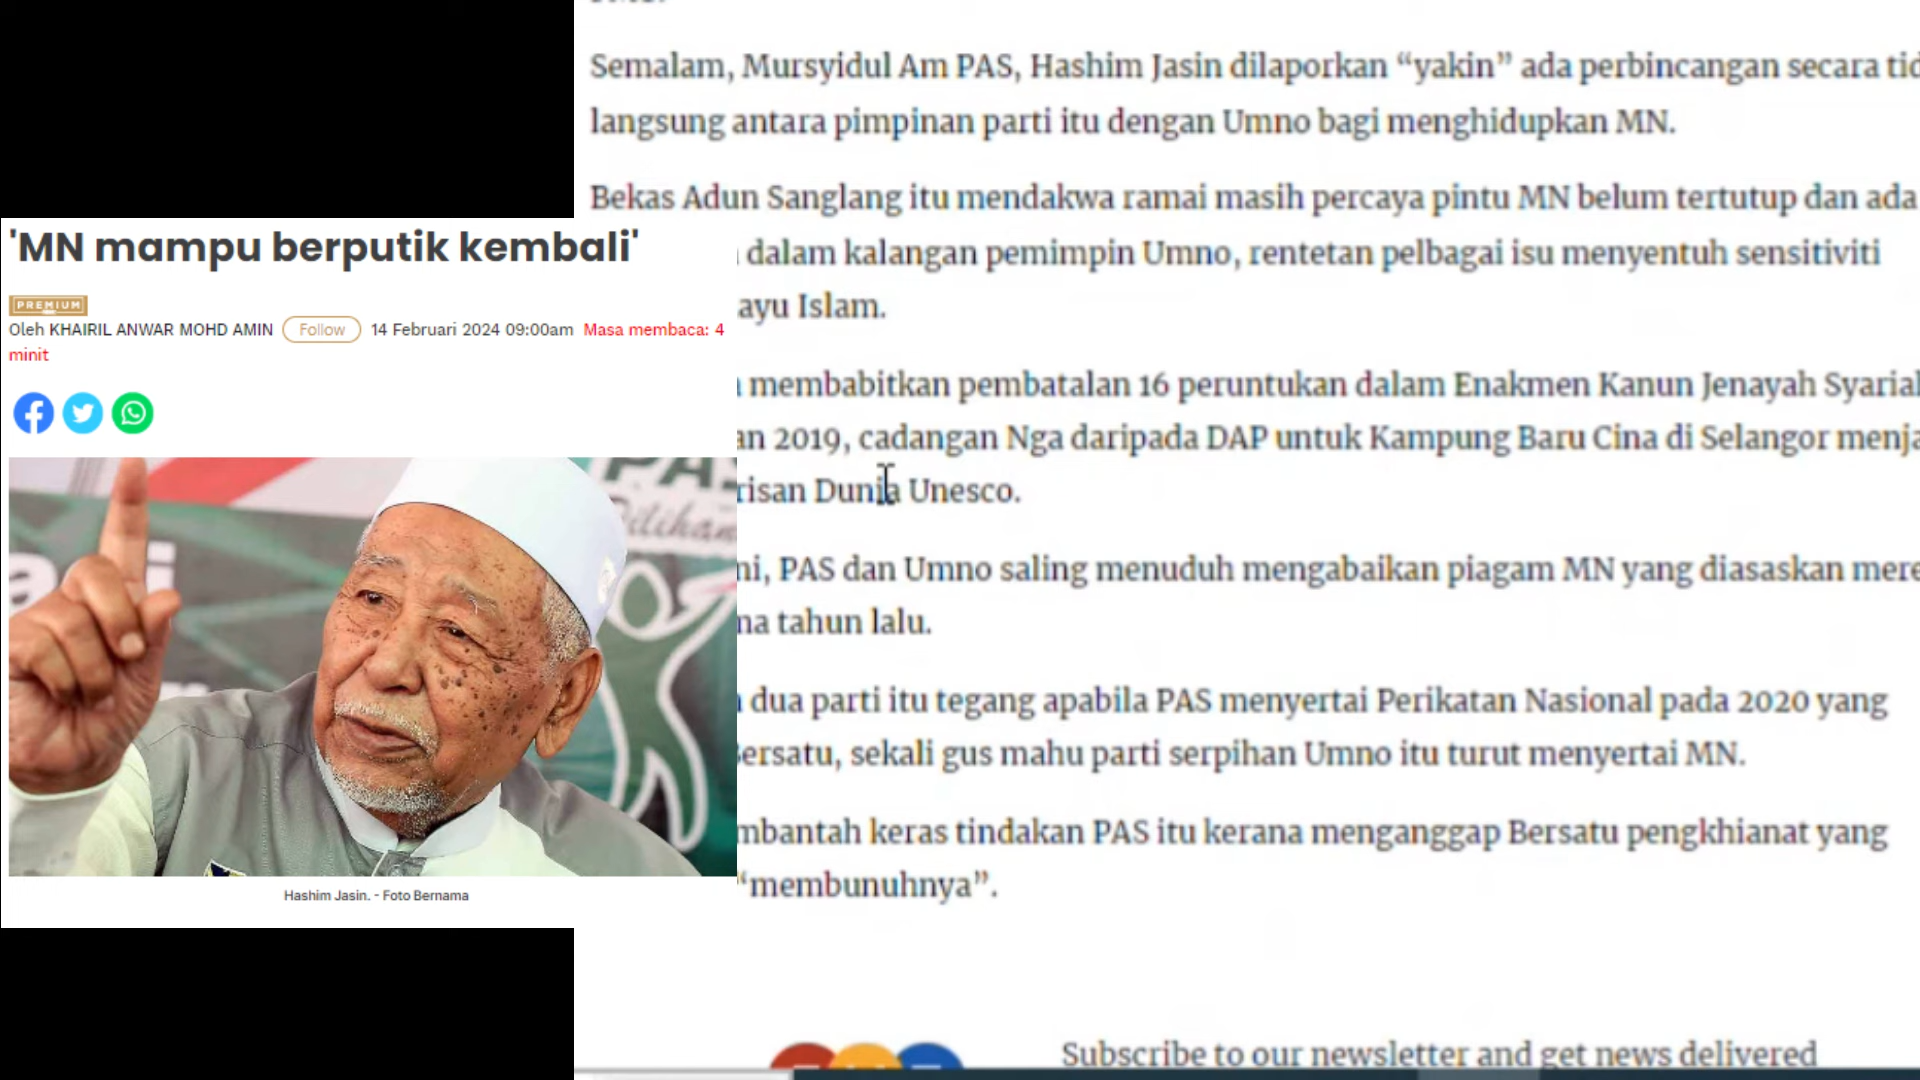 'MN mampu berputik kembali'
PREMIUM
Oleh KHAIRIL ANWAR MOHD AMIN Follow 14 Februari 2024 09:00am Masa membaca: 4
minit
Hashim Jasin. - Foto Bernama
Semalam, Mursyidul Am PAS, Hashim Jasin dilaporkan “yakin” ada perbincangan secara
langsung antara pimpinan parti itu dengan Umno bagi menghidupkan MN.
Bekas Adun Sanglang itu mendakwa ramai masih percaya pintu MN belum tertutup dan ada
dalam kalangan pemimpin Umno, rentetan pelbagai isu menyentuh sensitiviti
ayu Islam.
membabitkan pembatalan 16 peruntukan dalam Enakmen Kanun Jenayah
an 2019, cadangan Nga daripada DAP untuk Kampung Baru Cina di Selangor
risan Dunia Unesco.
ni, PAS dan Umno saling menuduh mengabaikan piagam MN yang diasaskan
na tahun lalu.
dua parti itu tegang apabila PAS menyertai Perikatan Nasional pada 2020 yang
Bersatu, sekali gus mahu parti serpihan Umno itu turut menyertai MN.
mbantah keras tindakan PAS itu kerana menganggap Bersatu pengkhianat yang
“membunuhnya”.
Subscribe to our newsletter and get news delivered